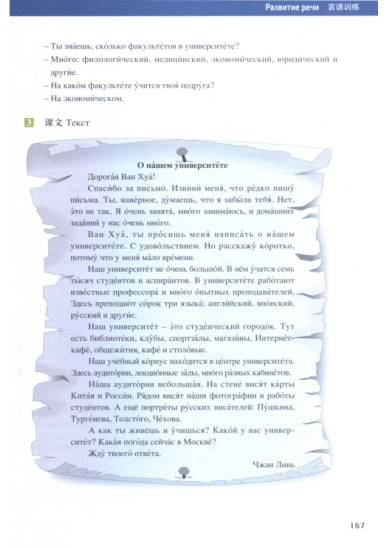 Развитие речи 言语训练
– Ты зна́ешь, ско́лько факульте́тов в университе́те?
– Мно́го: филологи́ческий, медици́нский, экономи́ческий, юриди́ческий и
други́е.
– На како́м факульте́те у́чится твоя́ подру́га?
– На экономи́ческом.
3 课文 Текст
О на́шем университе́те
Дорога́я Ван Хуа́!
Спаси́бо за письмо́. Извини́ меня́, что ре́дко пишу́
пи́сьма. Ты, наве́рное, ду́маешь, что я забы́ла тебя́. Нет,
э́то не так. Я о́чень занята́, мно́го занима́юсь, и дома́шних
зада́ний у нас о́чень мно́го.
Ван Хуа́, ты про́сишь меня́ написа́ть о на́шем
университе́те. С удово́льствием. Но расскажу́ ко́ротко,
потому́ что у меня́ ма́ло вре́мени.
Наш университе́т не о́чень большо́й. В нём у́чатся семь
ты́сяч студе́нтов и аспира́нтов. В университе́те рабо́тают
изве́стные профессора́ и мно́го о́пытных преподава́телей.
Здесь преподаю́т со́рок три языка́: англи́йский, япо́нский,
ру́сский и други́е.
Наш университе́т – э́то студе́нческий городо́к. Тут
есть библиоте́ки, клу́бы, спортза́лы, магази́ны, Интерне́т-
кафе́, общежи́тия, кафе́ и столо́вые.
Наш уче́бный ко́рпус нахо́дится в це́нтре университе́та.
Здесь аудито́рии, лекцио́нные за́лы, мно́го ра́зных кабине́тов.
На́ша аудито́рия небольша́я. На стене́ вися́т ка́рты
Кита́я и Росси́и. Ря́дом вися́т на́ши фотогра́фии и рабо́ты
студе́нтов. А ещё портре́ты ру́сских писа́телей: Пу́шкина,
Турге́нева, Толсто́го, Че́хова.
А как ты живёшь и у́чишься? Како́й у вас универ-
ситет? Кака́я пого́да сейча́с в Москве́?
Жду твоего́ отве́та.
Чжан Линь
167